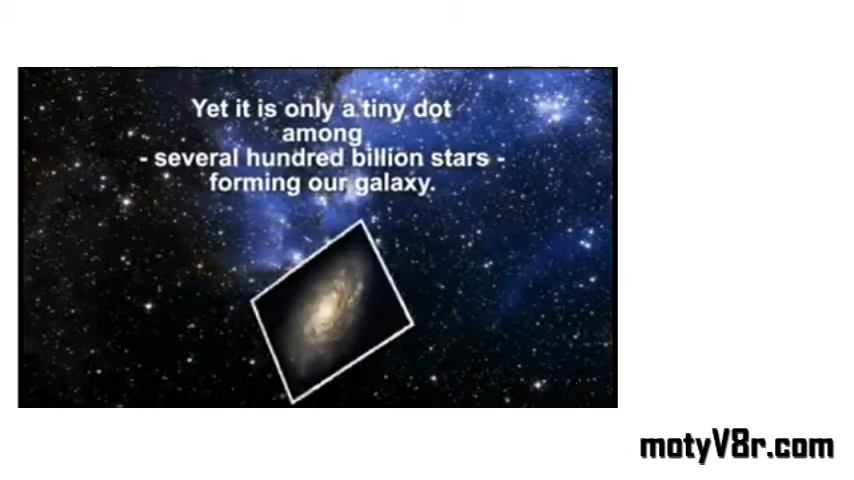 Yet it is only a tiny dot
among
- several hundred billion stars -
forming our galaxy.
motyV8r.com